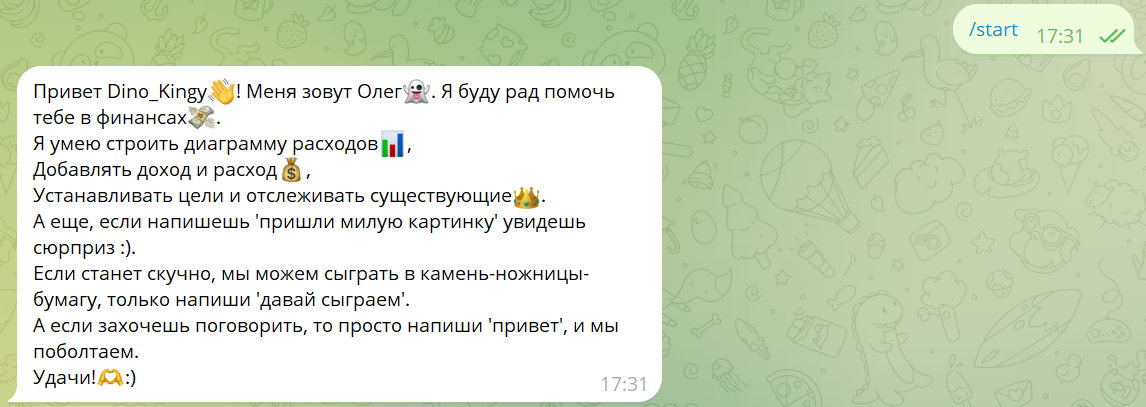 /start 17:31
Привет Dino_Kingy👋! Меня зовут Олег👻. Я буду рад помочь
тебе в финансах💸.
Я умею строить диаграмму расходов📊,
Добавлять доход и расход💰,
Устанавливать цели и отслеживать существующие👑.
А еще, если напишешь 'пришли милую картинку' увидешь
сюрприз :).
Если станет скучно, мы можем сыграть в камень-ножницы-
бумагу, только напиши 'давай сыграем'.
А если захочешь поговорить, то просто напиши 'привет', и мы
поболтаем.
Удачи!🫶:)
17:31